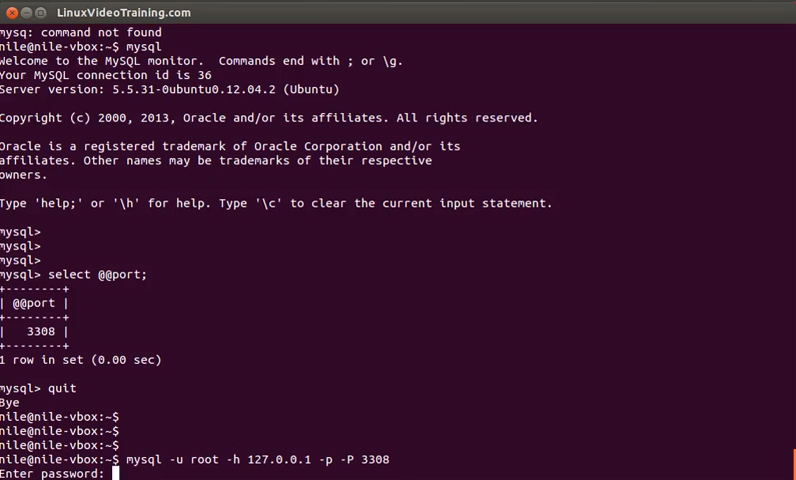 LinuxVideoTraining.com
mysq: command not found
nile@nile-vbox:~$ mysql
Welcome to the MySQL monitor.  Commands end with ; or \g.
Your MySQL connection id is 36
Server version: 5.5.31-0ubuntu0.12.04.2 (Ubuntu)
Copyright (c) 2000, 2013, Oracle and/or its affiliates. All rights reserved.
Oracle is a registered trademark of Oracle Corporation and/or its
affiliates. Other names may be trademarks of their respective
owners.
Type 'help;' or '\h' for help. Type '\c' to clear the current input statement.
mysql>
mysql>
mysql>
mysql> select @@port;
+--------+
| @@port |
+--------+
|   3308 |
+--------+
1 row in set (0.00 sec)
mysql> quit
Bye
nile@nile-vbox:~$
nile@nile-vbox:~$
nile@nile-vbox:~$
nile@nile-vbox:~$ mysql -u root -h 127.0.0.1 -p -P 3308
Enter password: